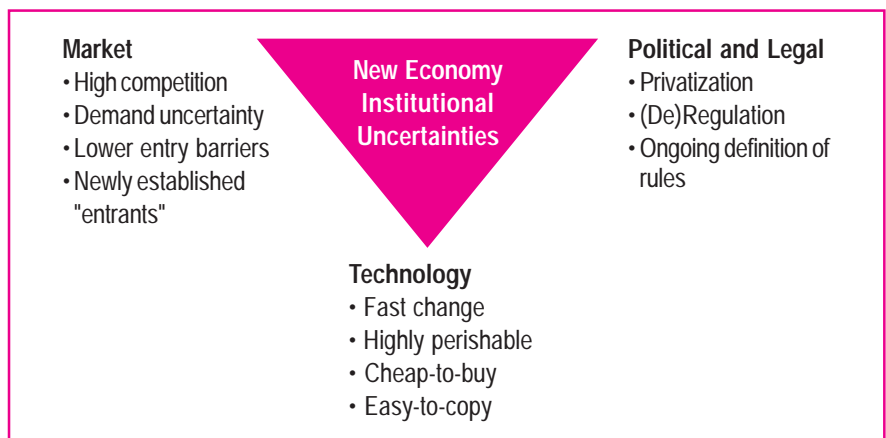 Market
• High competition
• Demand uncertainty
• Lower entry barriers
• Newly established
"entrants"
New Economy
Institutional
Uncertainties
Political and Legal
• Privatization
• (De)Regulation
• Ongoing definition of
rules
Technology
• Fast change
• Highly perishable
• Cheap-to-buy
• Easy-to-copy